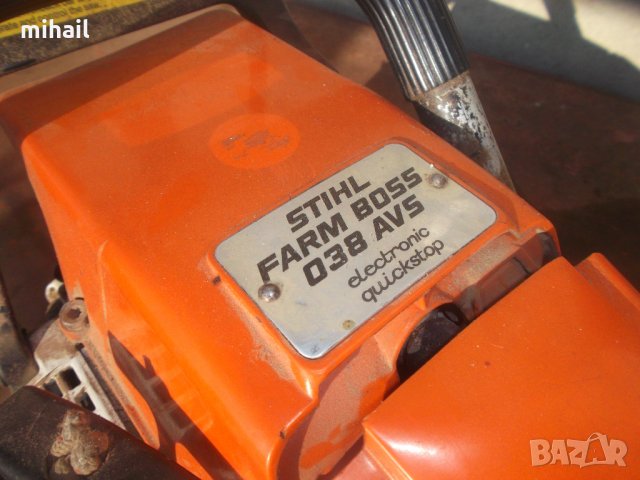 mihail
STIHL
FARM BOSS
038 AVS
electronic
quickstop
BAZAR